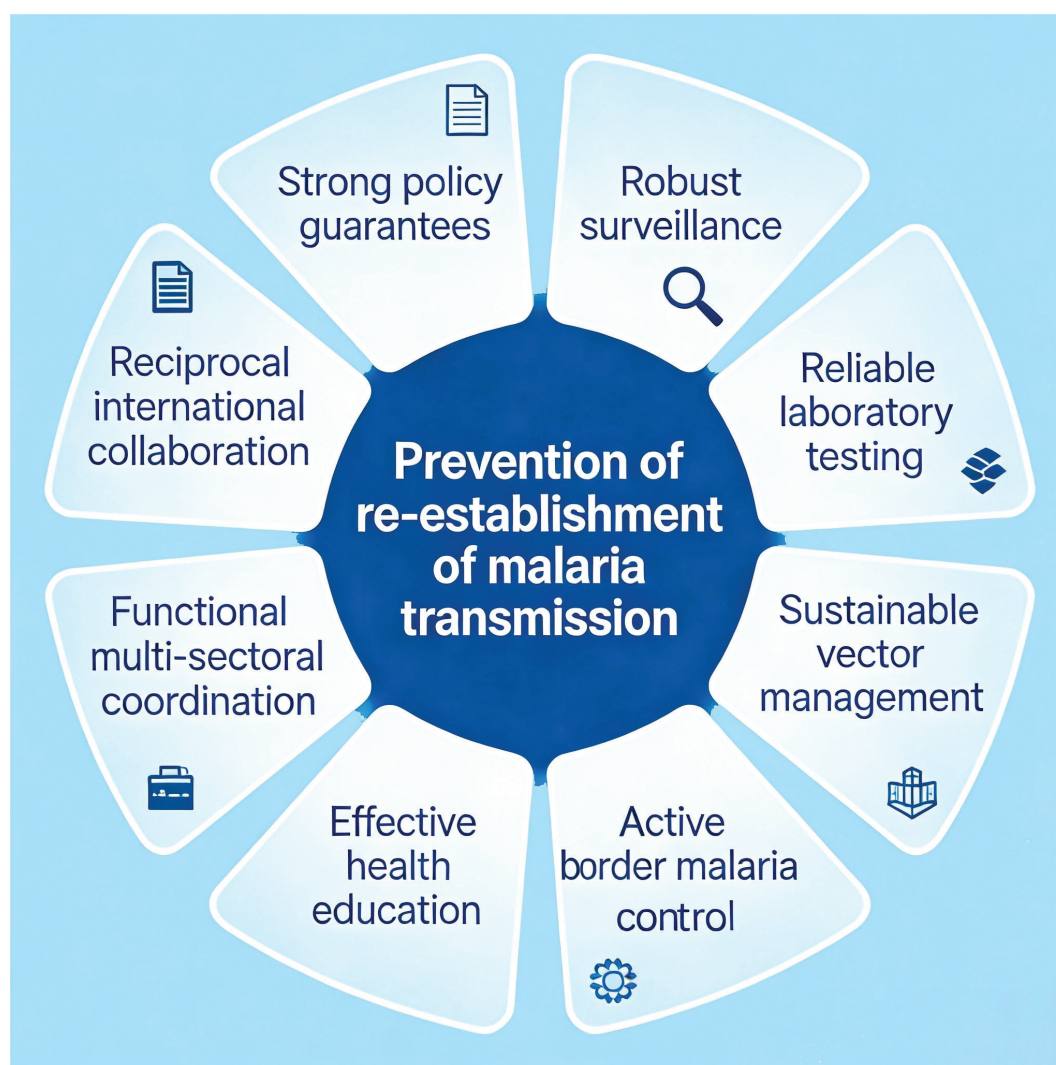 Strong policy
guarantees
Robust
surveillance
Reliable
laboratory
testing
Sustainable
vector
management
Active
border malaria
control
Effective
health
education
Functional
multi-sectoral
coordination
Reciprocal
international
collaboration
Prevention of
re-establishment
of malaria
transmission